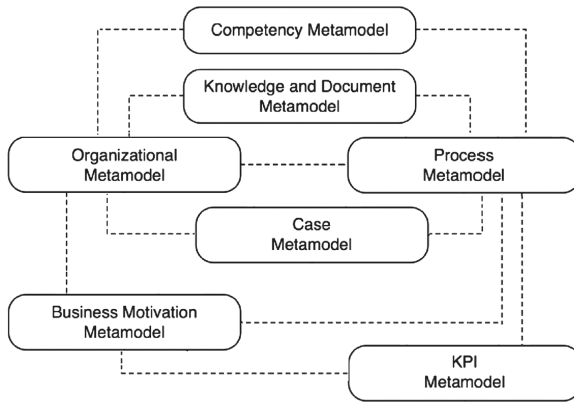 Competency Metamodel
Knowledge and Document
Metamodel
Organizational
Metamodel
Process
Metamodel
Case
Metamodel
Business Motivation
Metamodel
KPI
Metamodel